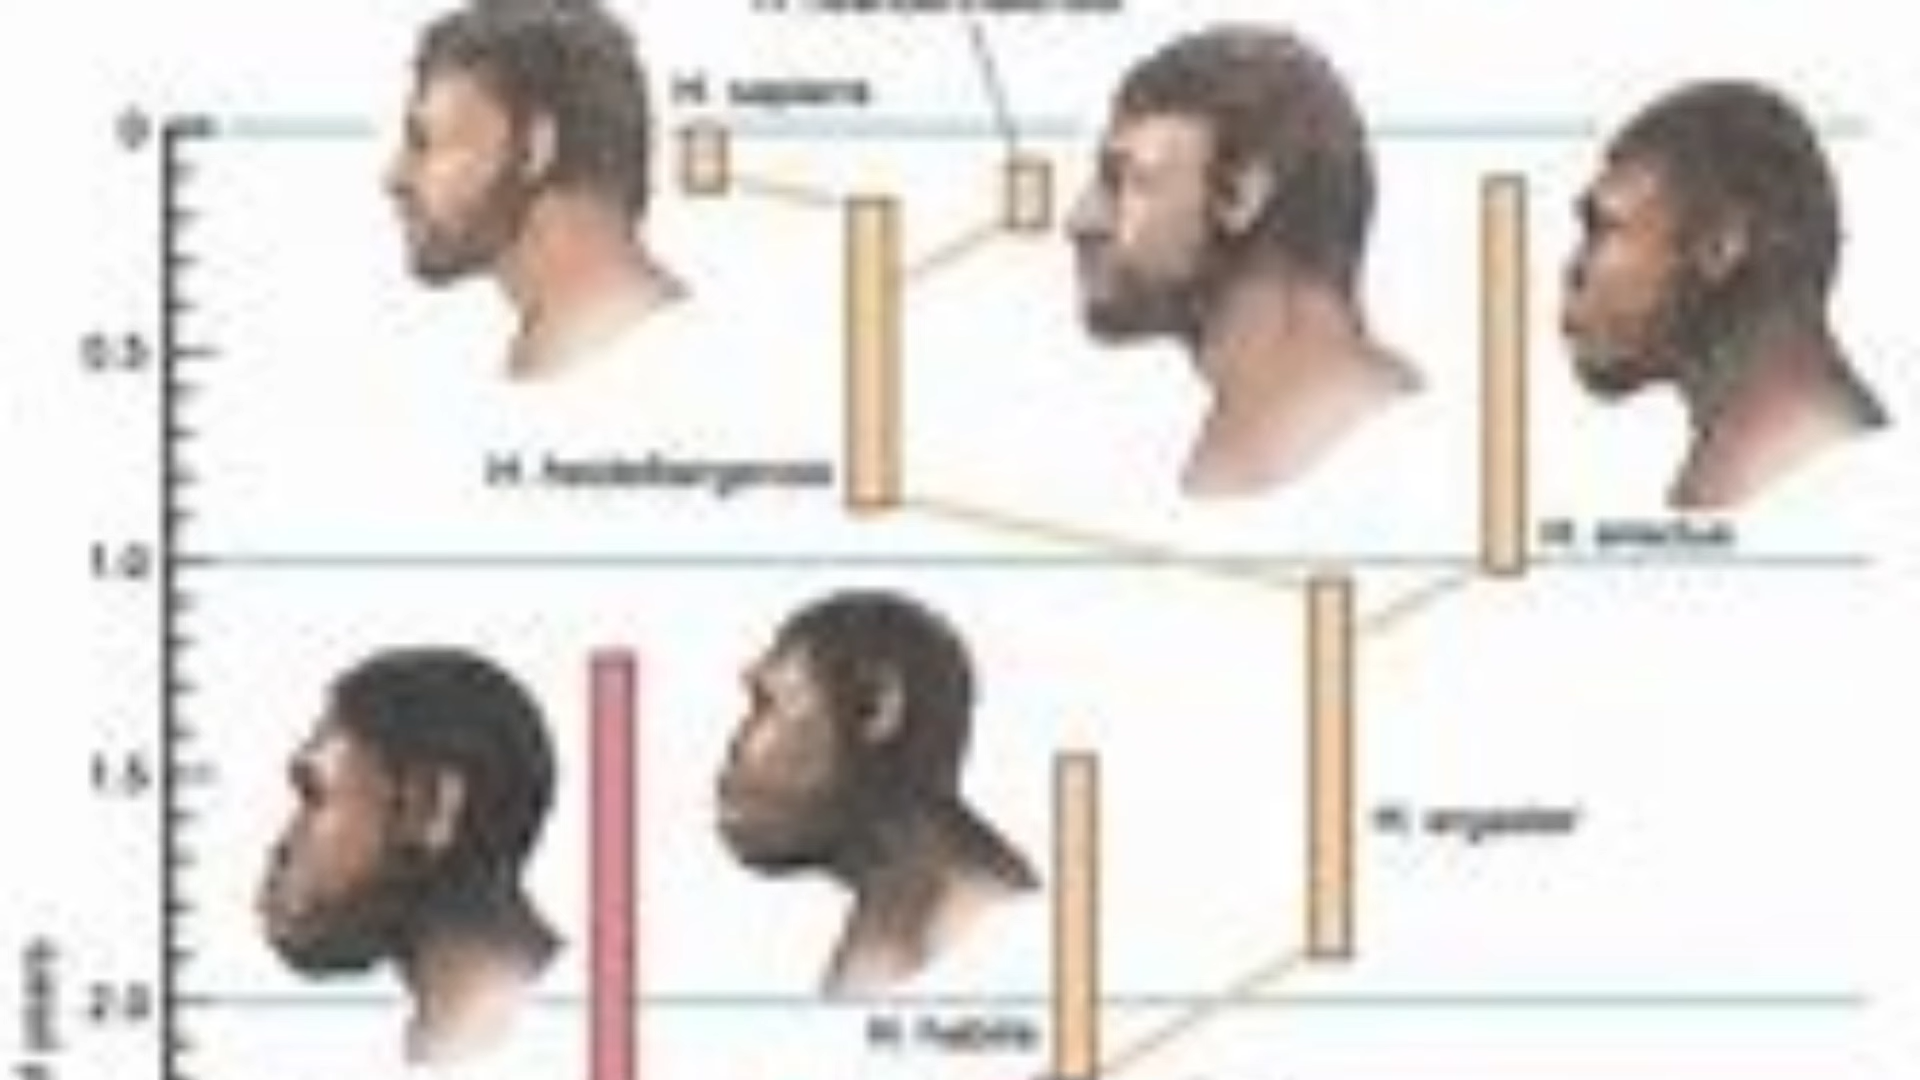 H. sapiens
0
0.5
H. heidelbergensis
H. erectus
1.0
1.5
H. ergaster
2.0
H. habilis